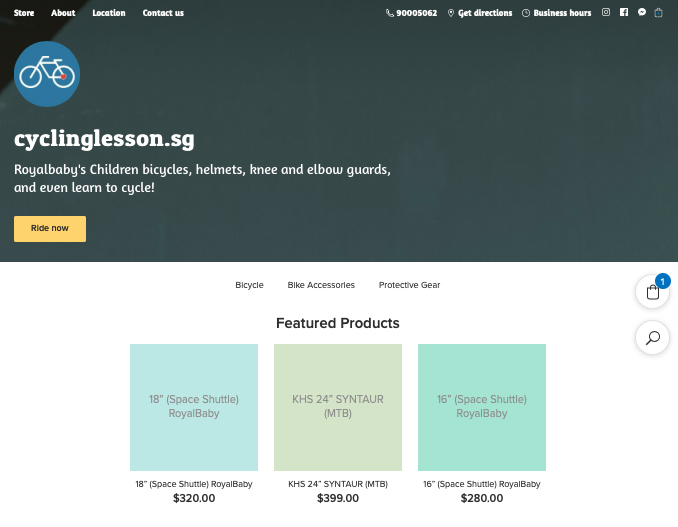 Store About Location Contact us
90005062 Get directions Business hours
cyclinglesson.sg
Royalbaby's Children bicycles, helmets, knee and elbow guards,
and even learn to cycle!
Ride now
Bicycle Bike Accessories Protective Gear
1
Featured Products
18" (Space Shuttle)
RoyalBaby
KHS 24" SYNTAUR
(MTB)
16" (Space Shuttle)
RoyalBaby
18" (Space Shuttle) RoyalBaby
$320.00
KHS 24" SYNTAUR (MTB)
$399.00
16" (Space Shuttle) RoyalBaby
$280.00